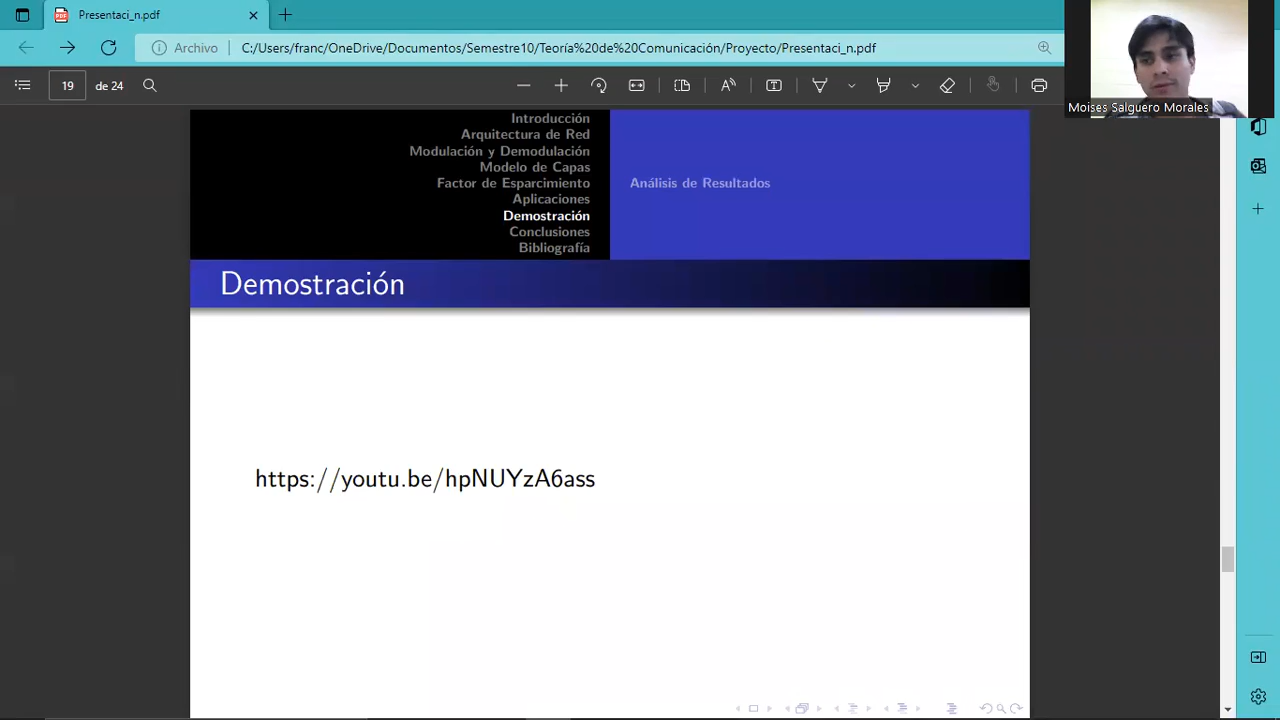 Presentaci_n.pdf
Archivo
C:/Users/franc/OneDrive/Documentos/Semestre10/Teoría%20de%20Comunicación/Proyecto/Presentaci_n.pdf
19 de 24
Moises Salguero Morales
Introducción
Arquitectura de Red
Modulación y Demodulación
Modelo de Capas
Factor de Esparcimiento
Aplicaciones
Demostración
Conclusiones
Bibliografía
Análisis de Resultados
Demostración
https://youtu.be/hpNUYzA6ass